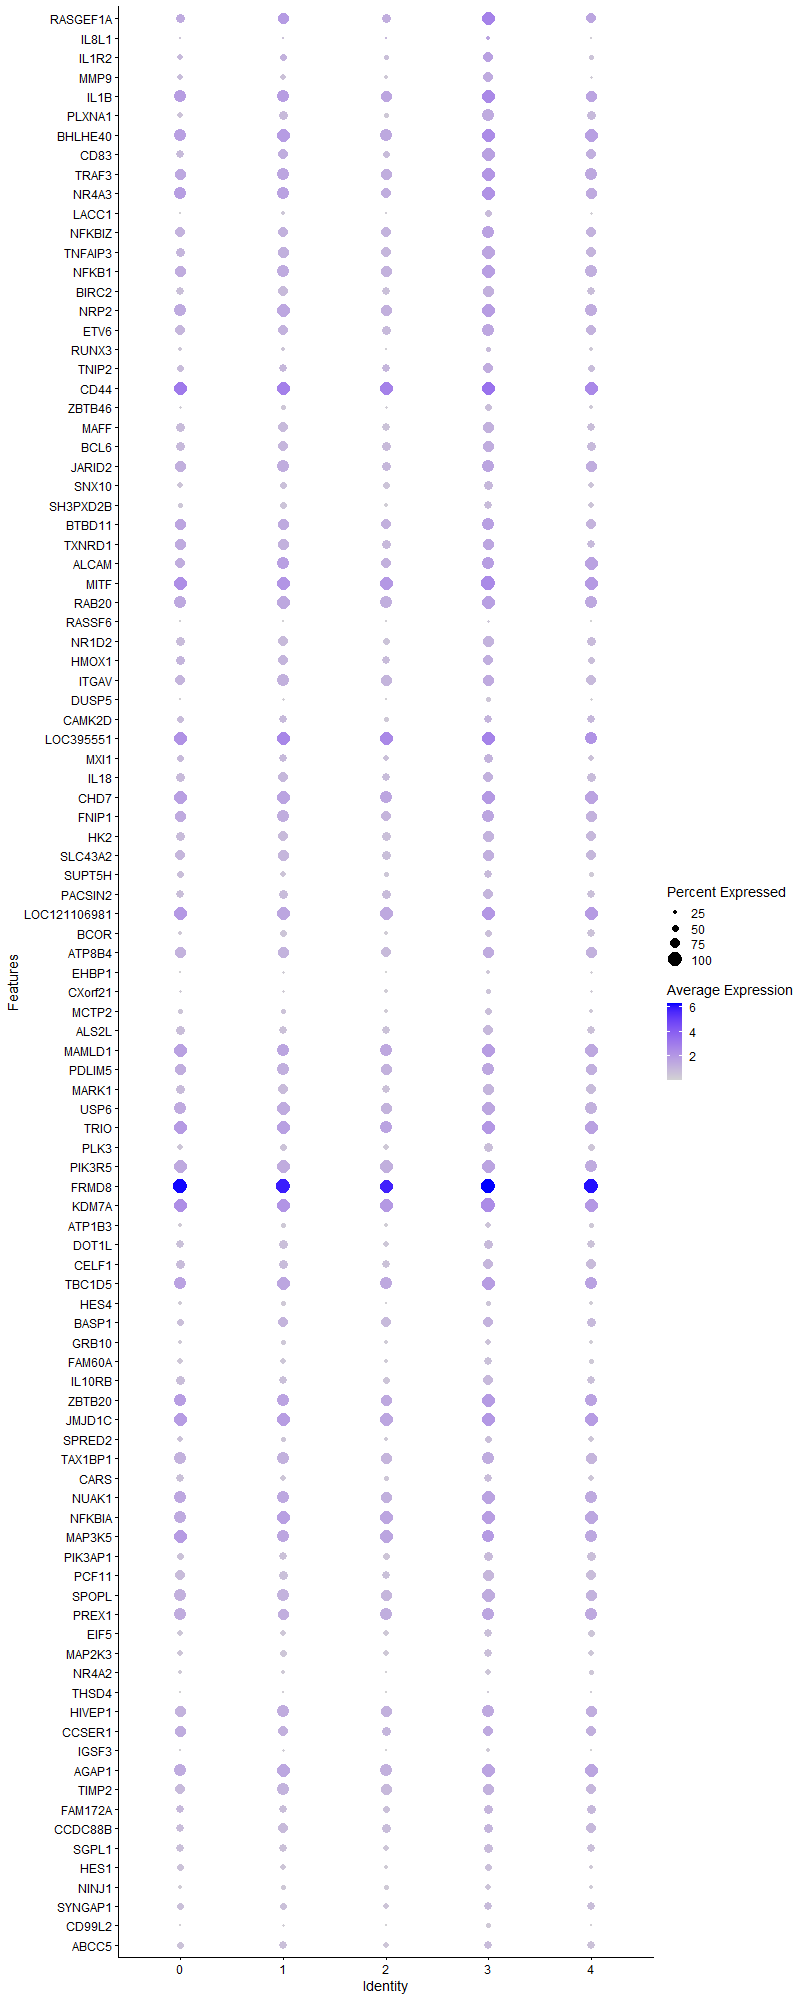 RASGEF1A
IL8L1
IL1R2
MMP9
IL1B
PLXNA1
BHLHE40
CD83
TRAF3
NR4A3
LACC1
NFKBIZ
TNFAIP3
NFKB1
BIRC2
NRP2
ETV6
RUNX3
TNIP2
CD44
ZBTB46
MAFF
BCL6
JARID2
SNX10
SH3PXD2B
BTBD11
TXNRD1
ALCAM
MITF
RAB20
RASSF6
NR1D2
HMOX1
ITGAV
DUSP5
CAMK2D
LOC395551
MXI1
IL18
CHD7
FNIP1
HK2
SLC43A2
SUPT5H
PACSIN2
LOC121106981
BCOR
ATP8B4
EHBP1
CXorf21
MCTP2
ALS2L
MAMLD1
PDLIM5
MARK1
USP6
TRIO
PLK3
PIK3R5
FRMD8
KDM7A
ATP1B3
DOT1L
CELF1
TBC1D5
HES4
BASP1
GRB10
FAM60A
IL10RB
ZBTB20
JMJD1C
SPRED2
TAX1BP1
CARS
NUAK1
NFKBIA
MAP3K5
PIK3AP1
PCF11
SPOPL
PREX1
EIF5
MAP2K3
NR4A2
THSD4
HIVEP1
CCSER1
IGSF3
AGAP1
TIMP2
FAM172A
CCDC88B
SGPL1
HES1
NINJ1
SYNGAP1
CD99L2
ABCC5
Features
0 1 2 3 4
Identity
Percent Expressed
25
50
75
100
Average Expression
6
4
2